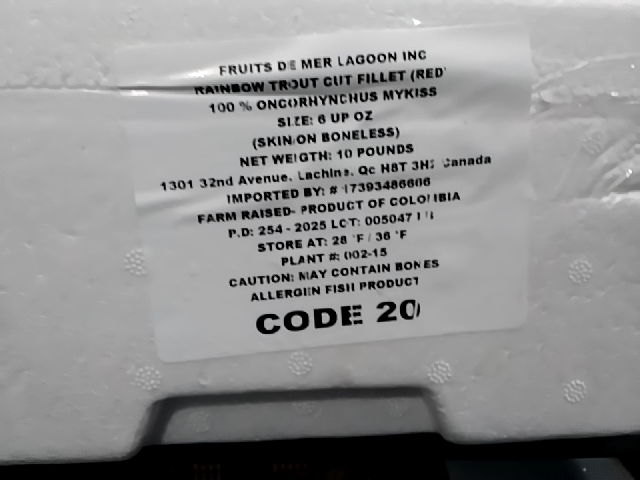 FRUITS DE MER LAGOON INC
RAINBOW TROUT CUT FILLET (RED)
100 % ONCORHYNCHUS MYKISS
SIZE: 6 UP OZ
(SKIN/ON BONELESS)
NET WEIGTH: 10 POUNDS
1301 32nd Avenue, Lachine, Qc H8T Canada
IMPORTED BY: #
FARM RAISED- PRODUCT OF COLOMBIA
P.D: 254 - 2025 LOT:
STORE AT: 28 °F / 36 °F
PLANT #: 002-15
CAUTION: MAY CONTAIN BONES
ALLERGEN FISH PRODUCT
CODE 20